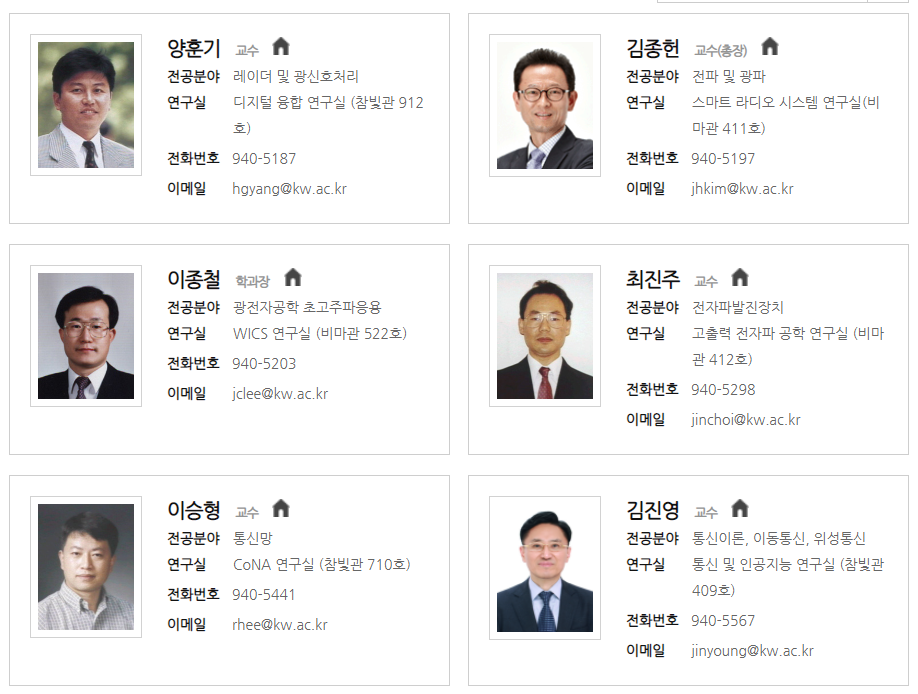 양훈기 교수
전공분야 레이더 및 광신호처리
연구실 디지털 융합 연구실 (참빛관 912
호)
전화번호 940-5187
이메일 hgyang@kw.ac.kr
김종헌 교수(총장)
전공분야 전파 및 광파
연구실 스마트 라디오 시스템 연구실(비
마관 411호)
전화번호 940-5197
이메일 jhkim@kw.ac.kr
이종철 학과장
전공분야 광전자공학 초고주파응용
연구실 WICS 연구실 (비마관 522호)
전화번호 940-5203
이메일 jclee@kw.ac.kr
최진주 교수
전공분야 전자파발진장치
연구실 고출력 전자파 공학 연구실 (비마
관 412호)
전화번호 940-5298
이메일 jinchoi@kw.ac.kr
이승형 교수
전공분야 통신망
연구실 CoNA 연구실 (참빛관 710호)
전화번호 940-5441
이메일 rhee@kw.ac.kr
김진영 교수
전공분야 통신이론, 이동통신, 위성통신
연구실 통신 및 인공지능 연구실 (참빛관
409호)
전화번호 940-5567
이메일 jinyoung@kw.ac.kr